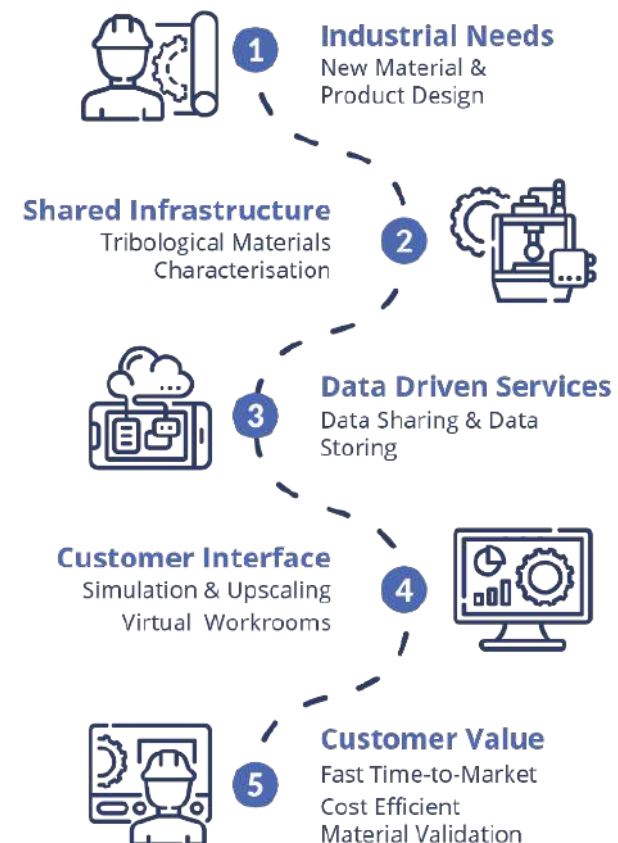 1
Industrial Needs
New Material &
Product Design
Shared Infrastructure
Tribological Materials
Characterisation
2
3
Data Driven Services
Data Sharing & Data
Storing
Customer Interface
Simulation & Upscaling
Virtual Workrooms
4
5
Customer Value
Fast Time-to-Market
Cost Efficient
Material Validation